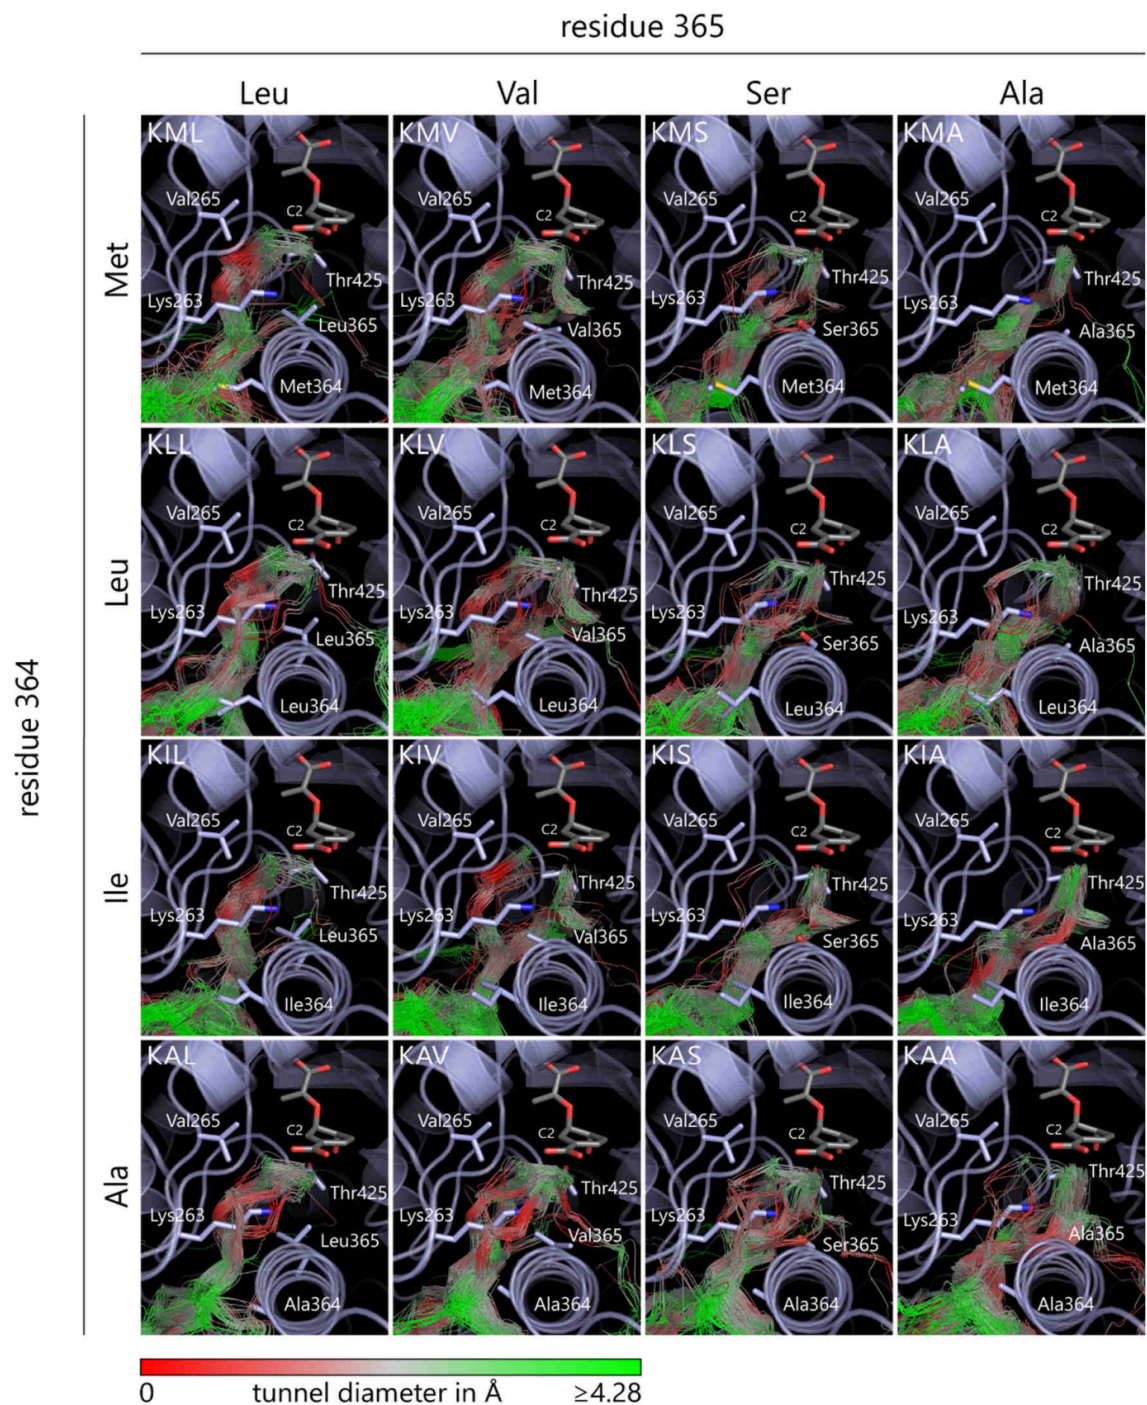 residue 365
Leu Val Ser Ala
residue 364
Met
KML KMV KMS KMA
Val265 Val265 Val265 Val265
C2 C2 C2 C2
Thr425 Thr425 Thr425 Thr425
Lys263 Lys263 Lys263 Lys263
Leu365 Val365 Ser365 Ala365
Met364 Met364 Met364 Met364
Leu
KLL KLV KLS KLA
Val265 Val265 Val265 Val265
C2 C2 C2 C2
Thr425 Thr425 Thr425 Thr425
Lys263 Lys263 Lys263 Lys263
Leu365 Val365 Ser365 Ala365
Leu364 Leu364 Leu364 Leu364
Ile
KIL KIV KIS KIA
Val265 Val265 Val265 Val265
C2 C2 C2 C2
Thr425 Thr425 Thr425 Thr425
Lys263 Lys263 Lys263 Lys263
Leu365 Val365 Ser365 Ala365
Ile364 Ile364 Ile364 Ile364
Ala
KAL KAV KAS KAA
Val265 Val265 Val265 Val265
C2 C2 C2 C2
Thr425 Thr425 Thr425 Thr425
Lys263 Lys263 Lys263 Lys263
Leu365 Val365 Ser365 Ala365
Ala364 Ala364 Ala364 Ala364
0 tunnel diameter in Å ≥4.28